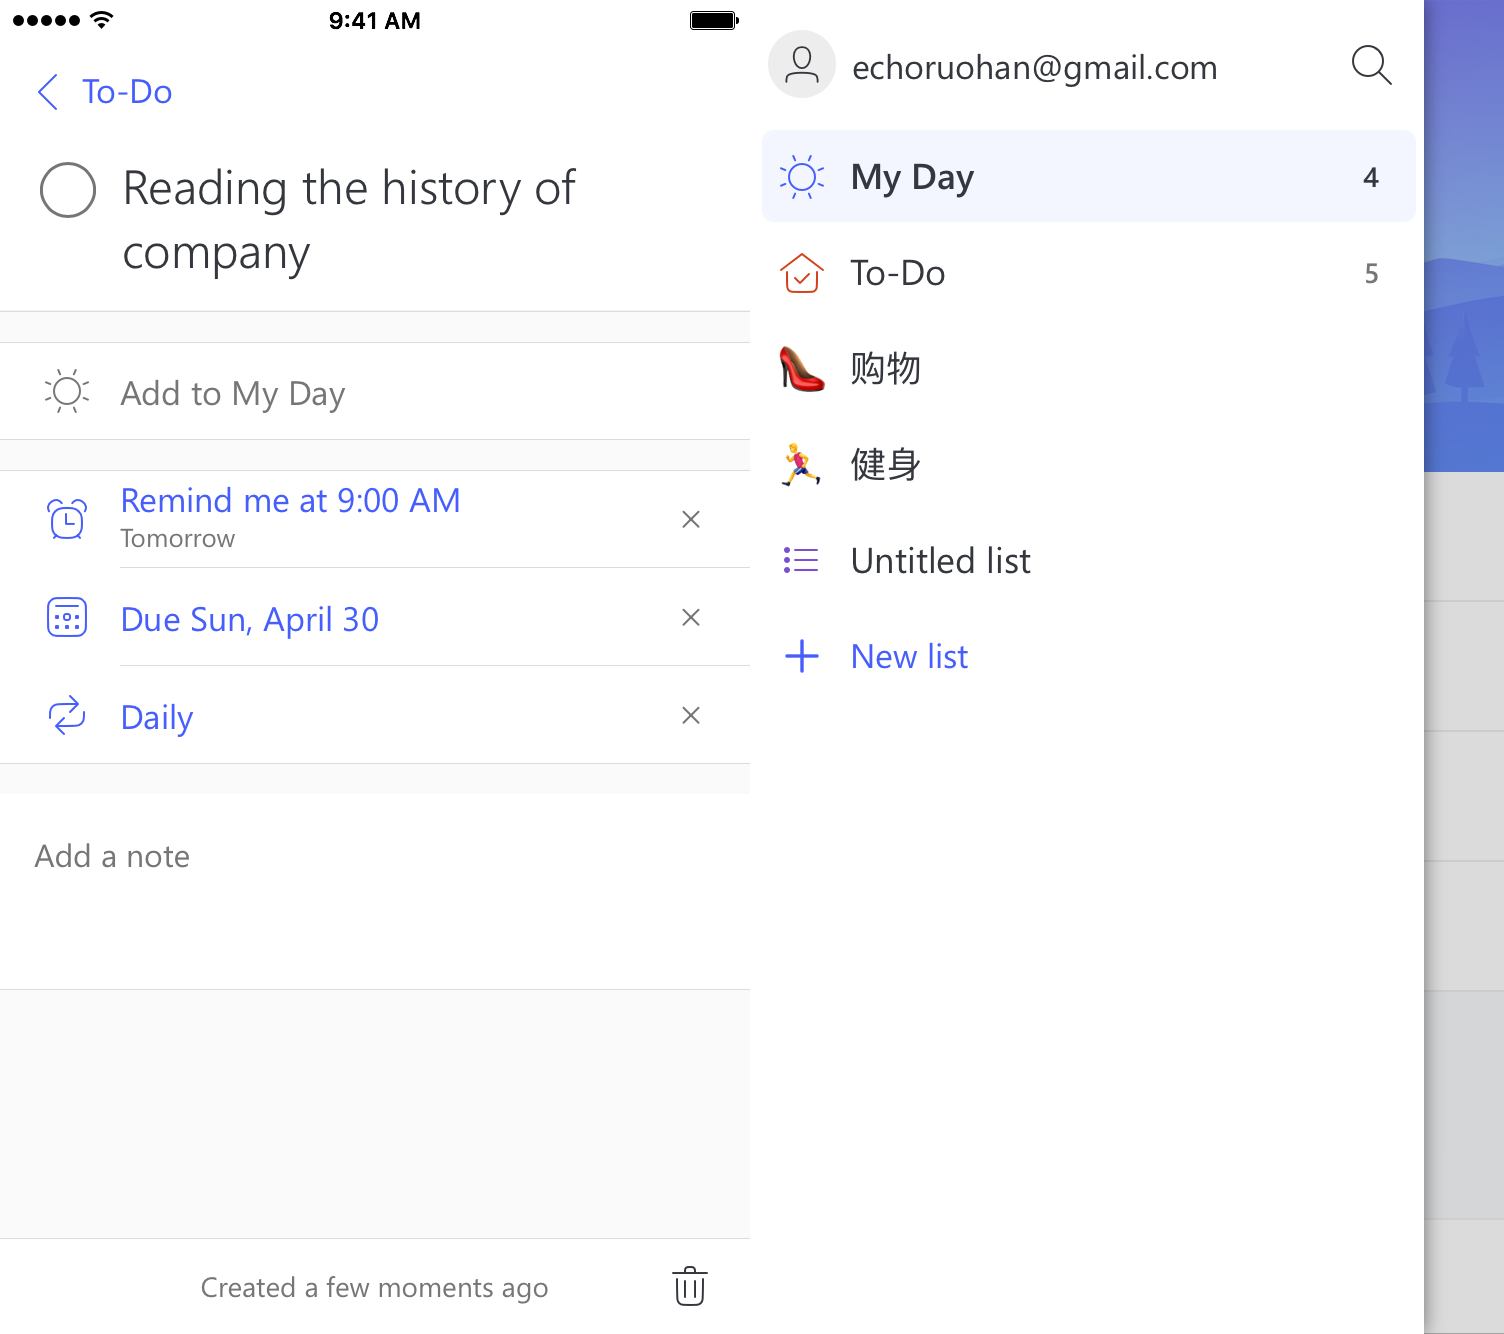 9:41 AM
To-Do
Reading the history of
company
Add to My Day
Remind me at 9:00 AM
Tomorrow
Due Sun, April 30
Daily
Add a note
Created a few moments ago
echoruohan@gmail.com
My Day 4
To-Do 5
购物
健身
Untitled list
New list